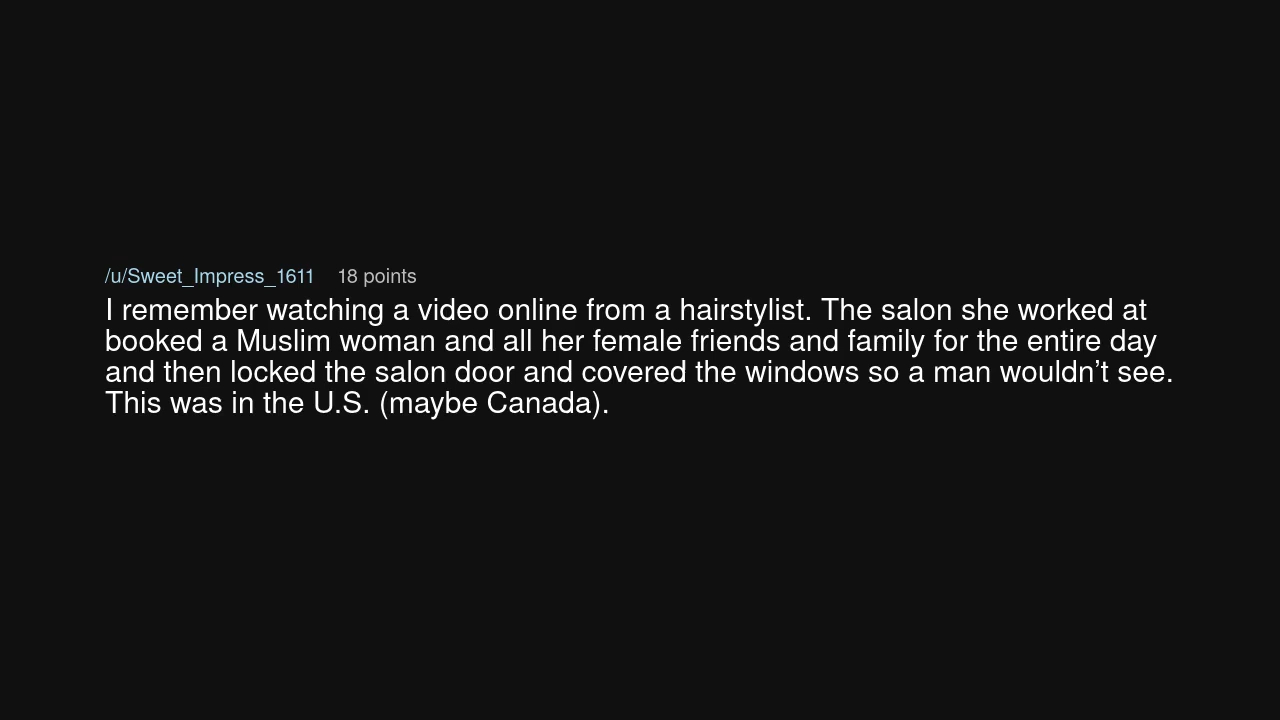 /u/Sweet_Impress_1611 18 points
I remember watching a video online from a hairstylist. The salon she worked at
booked a Muslim woman and all her female friends and family for the entire day
and then locked the salon door and covered the windows so a man wouldn’t see.
This was in the U.S. (maybe Canada).